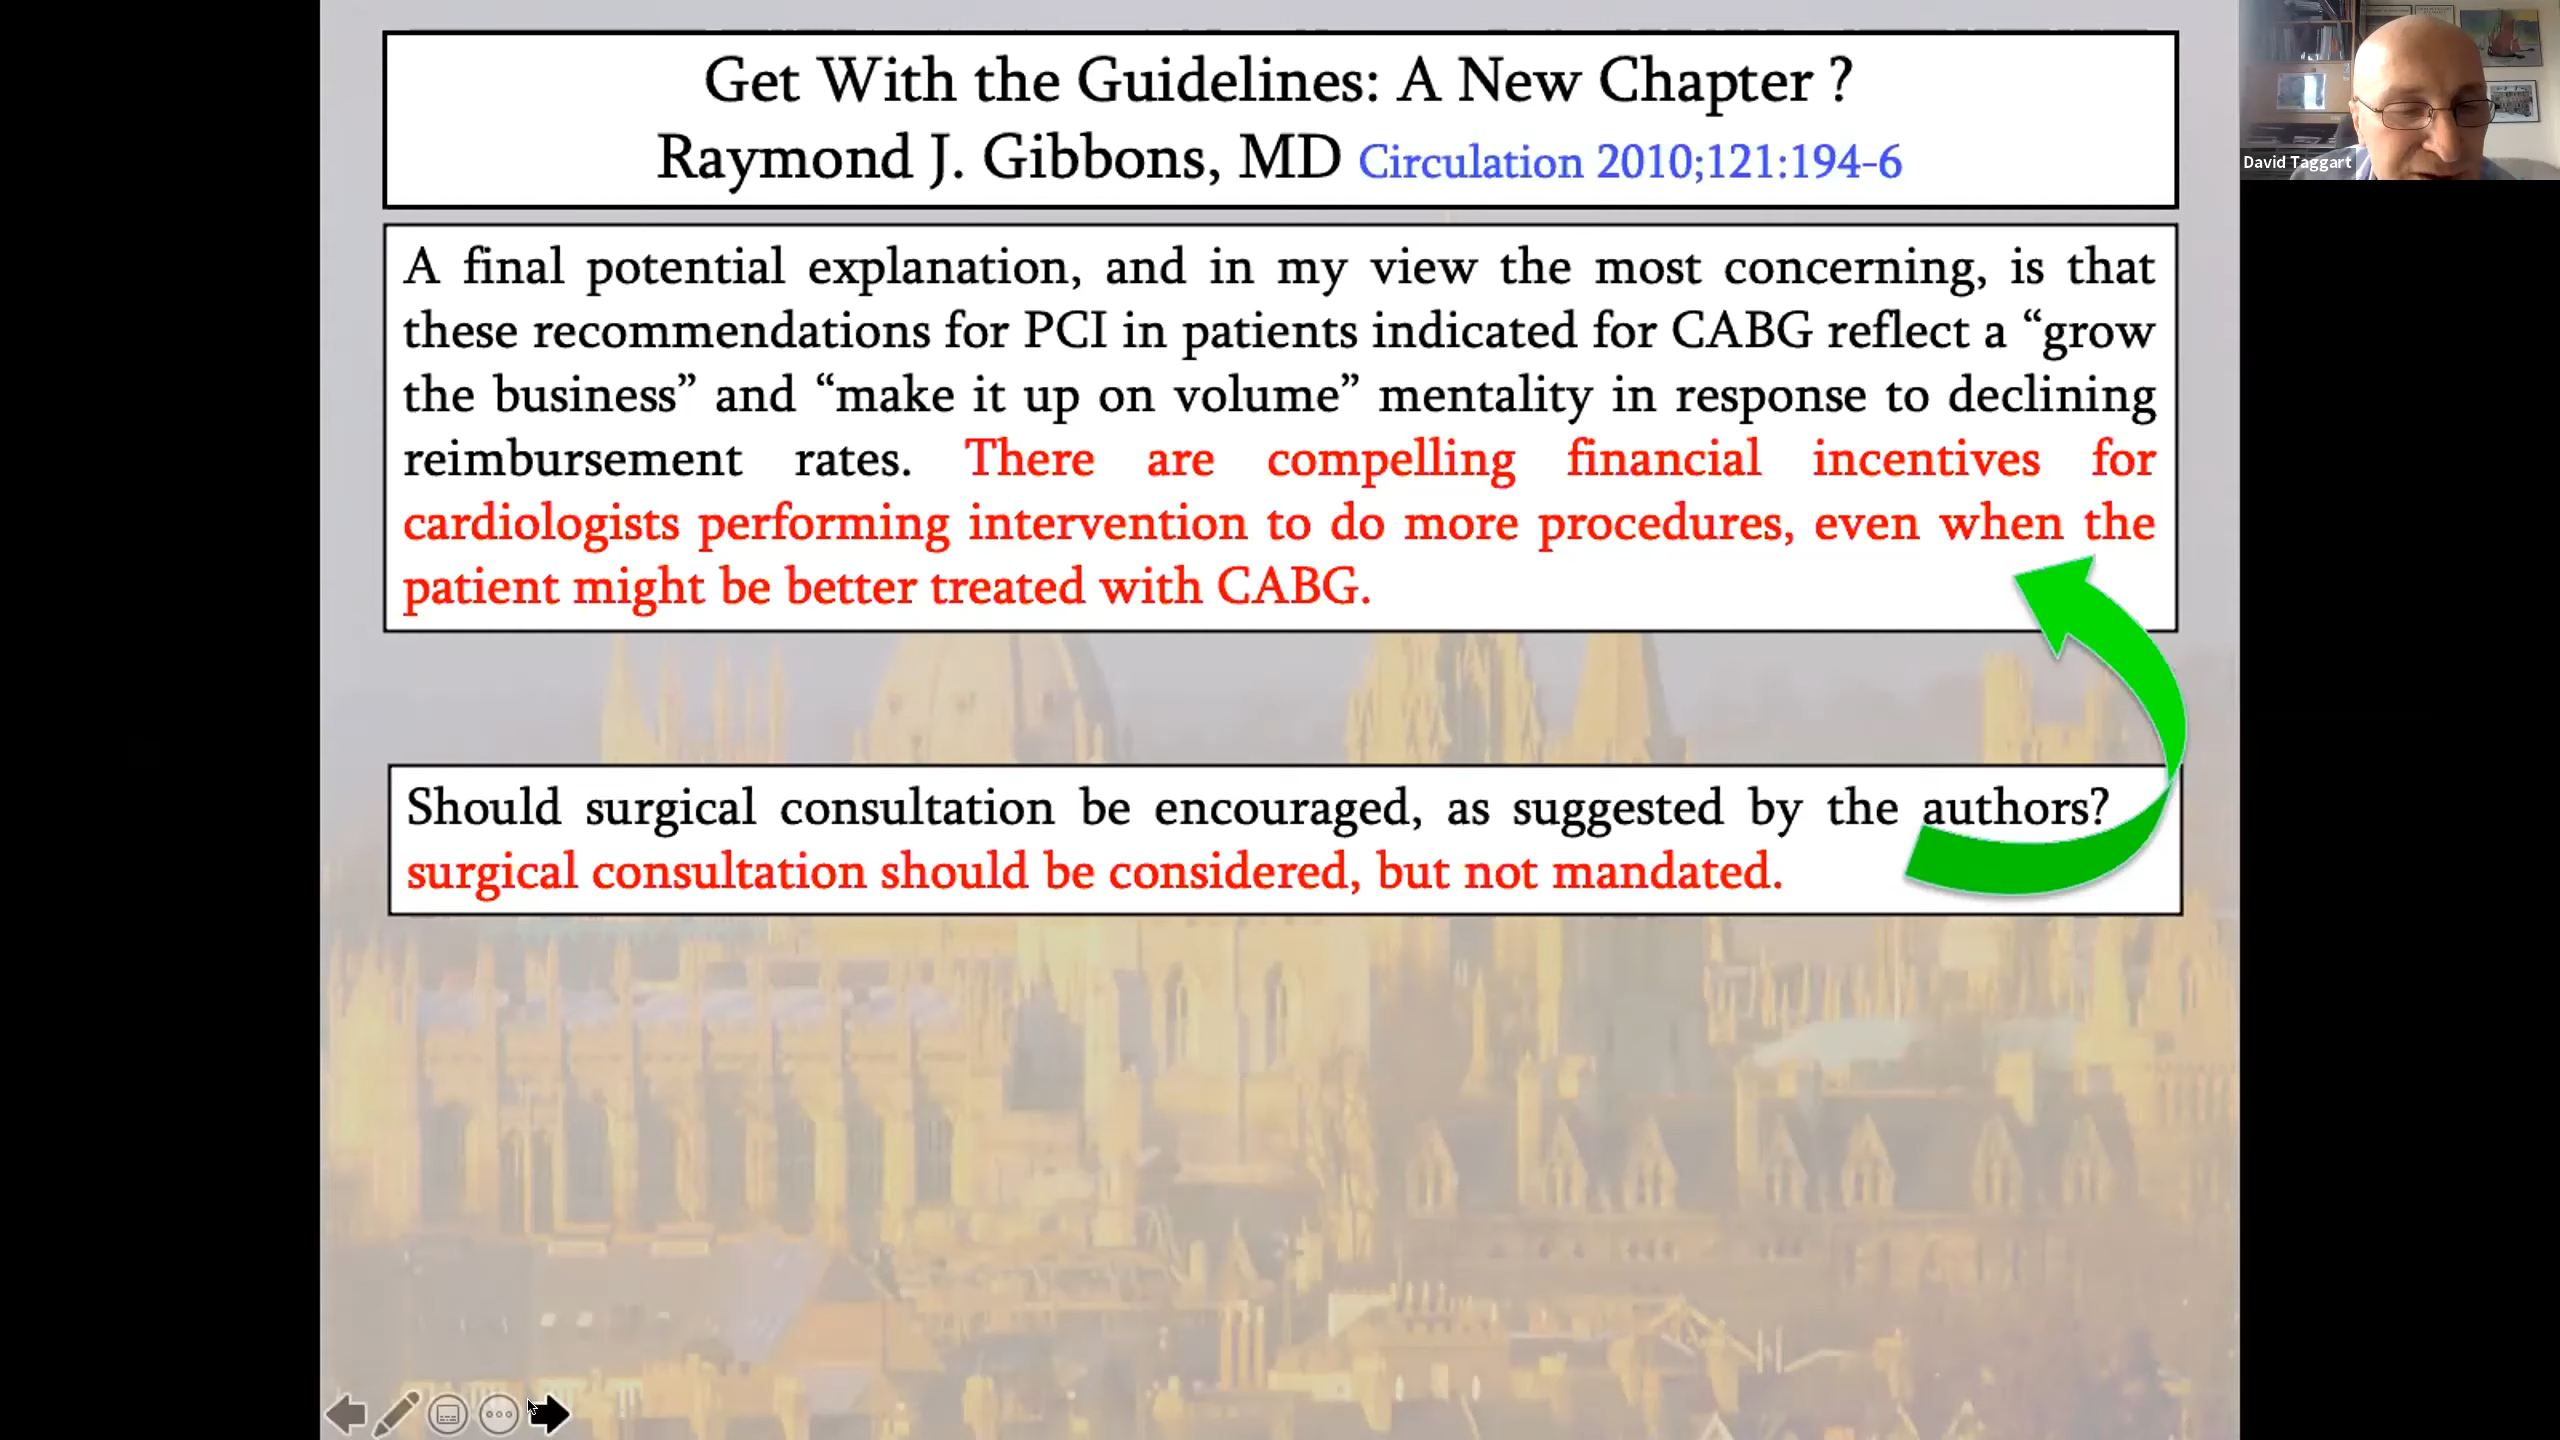 Get With the Guidelines: A New Chapter ?
Raymond J. Gibbons, MD Circulation 2010;121:194-6
David Taggart
A final potential explanation, and in my view the most concerning, is that
these recommendations for PCI in patients indicated for CABG reflect a “grow
the business” and “make it up on volume” mentality in response to declining
reimbursement rates. There are compelling financial incentives for
cardiologists performing intervention to do more procedures, even when the
patient might be better treated with CABG.
Should surgical consultation be encouraged, as suggested by the authors?
surgical consultation should be considered, but not mandated.